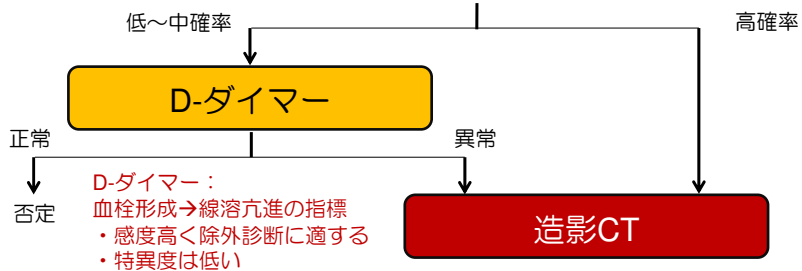 低～中確率
高確率
D-ダイマー
正常
異常
否定
D-ダイマー：
血栓形成→線溶亢進の指標
・感度高く除外診断に適する
・特異度は低い
造影CT